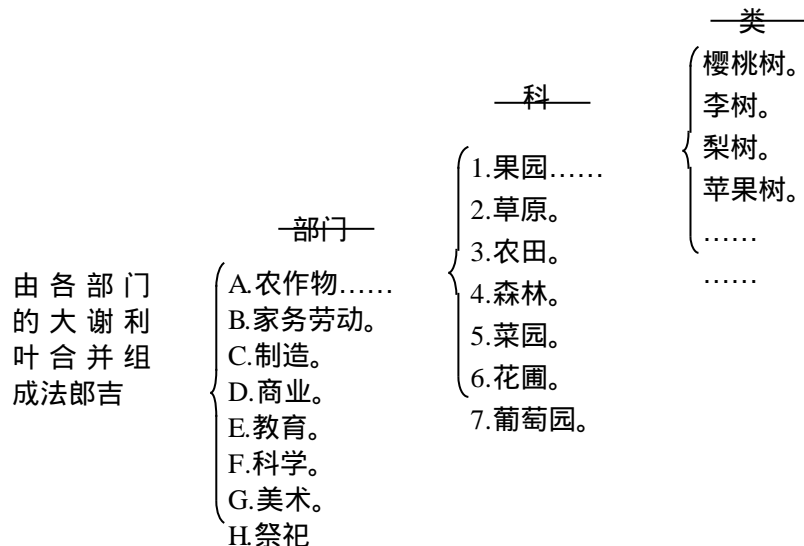 由各部门
的大谢利
叶合并组
成法郎吉
部门
A.农作物……
B.家务劳动。
C.制造。
D.商业。
E.教育。
F.科学。
G.美术。
H.祭祀
科
1.果园……
2.草原。
3.农田。
4.森林。
5.菜园。
6.花圃。
7.葡萄园。
类
樱桃树。
李树。
梨树。
苹果树。
……
……